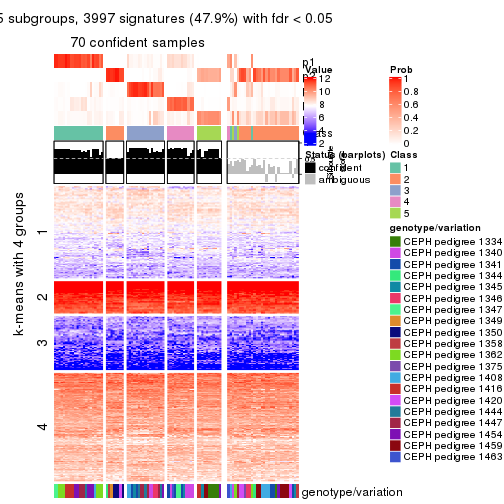 5 subgroups, 3997 signatures (47.9%) with fdr < 0.05
70 confident samples
k-means with 4 groups
1
2
3
4
Value
12
10
8
6
4
2
Status (barplots)
confident
ambiguous
Prob
1
0.8
0.6
0.4
0.2
0
Class
1
2
3
4
5
genotype/variation
CEPH pedigree 1334
CEPH pedigree 1340
CEPH pedigree 1341
CEPH pedigree 1344
CEPH pedigree 1345
CEPH pedigree 1346
CEPH pedigree 1347
CEPH pedigree 1349
CEPH pedigree 1350
CEPH pedigree 1358
CEPH pedigree 1362
CEPH pedigree 1375
CEPH pedigree 1408
CEPH pedigree 1416
CEPH pedigree 1420
CEPH pedigree 1444
CEPH pedigree 1447
CEPH pedigree 1454
CEPH pedigree 1459
CEPH pedigree 1463
genotype/variation